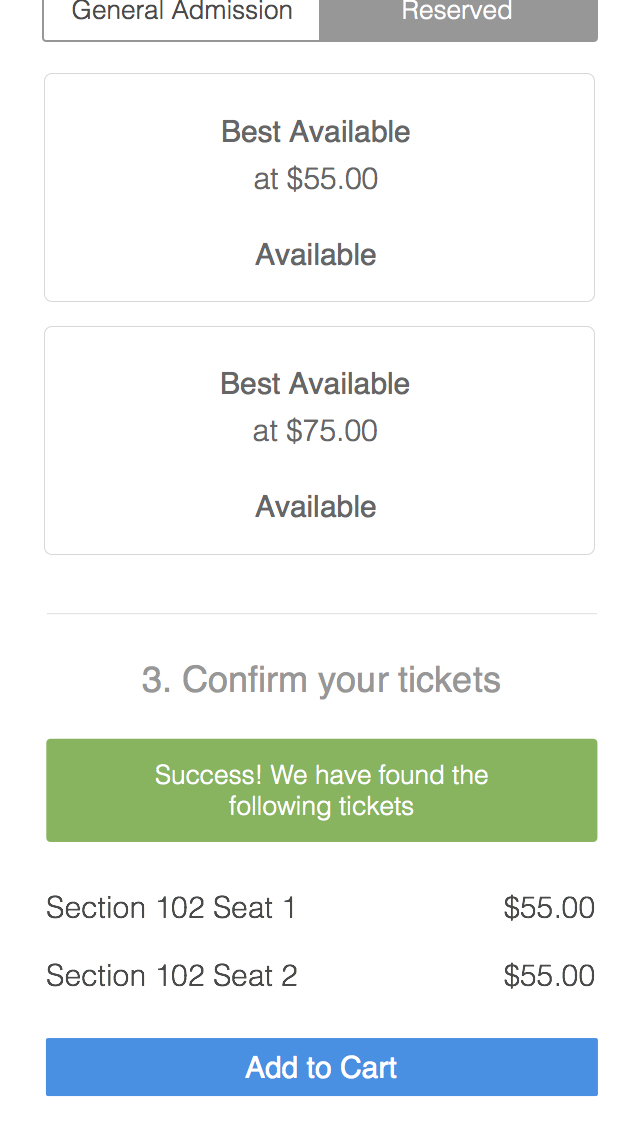 General Admission
Reserved
Best Available
at $55.00
Available
Best Available
at $75.00
Available
3. Confirm your tickets
Success! We have found the
following tickets
Section 102 Seat 1 $55.00
Section 102 Seat 2 $55.00
Add to Cart